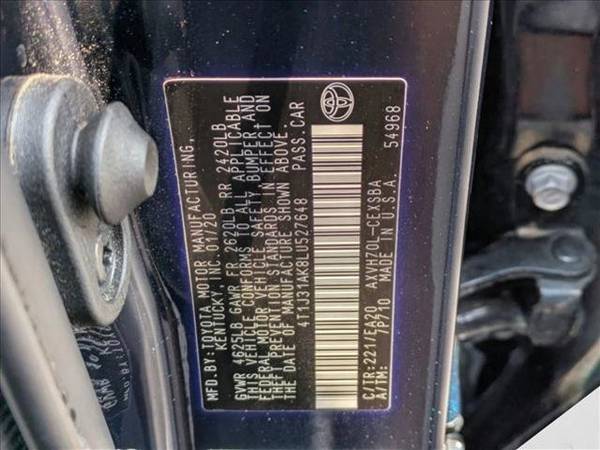 MFD.BY: TOYOTA MOTOR MANUFACTURING,
KENTUCKY, INC. 01/20
GVWR 4625LB GAWR FR 2620LB RR 2420LB
THIS VEHICLE CONFORMS TO ALL APPLICABLE
FEDERAL MOTOR VEHICLE SAFETY, BUMPER AND
THEFT PREVENTION STANDARDS IN EFFECT ON
THE DATE OF MANUFACTURE SHOWN ABOVE.
4T1J31AK8LU527648 PASS.CAR
C/TR:221/EA20 AXVH70L-CEXSBA
A/TM: /P710 MADE IN U.S.A. 54968